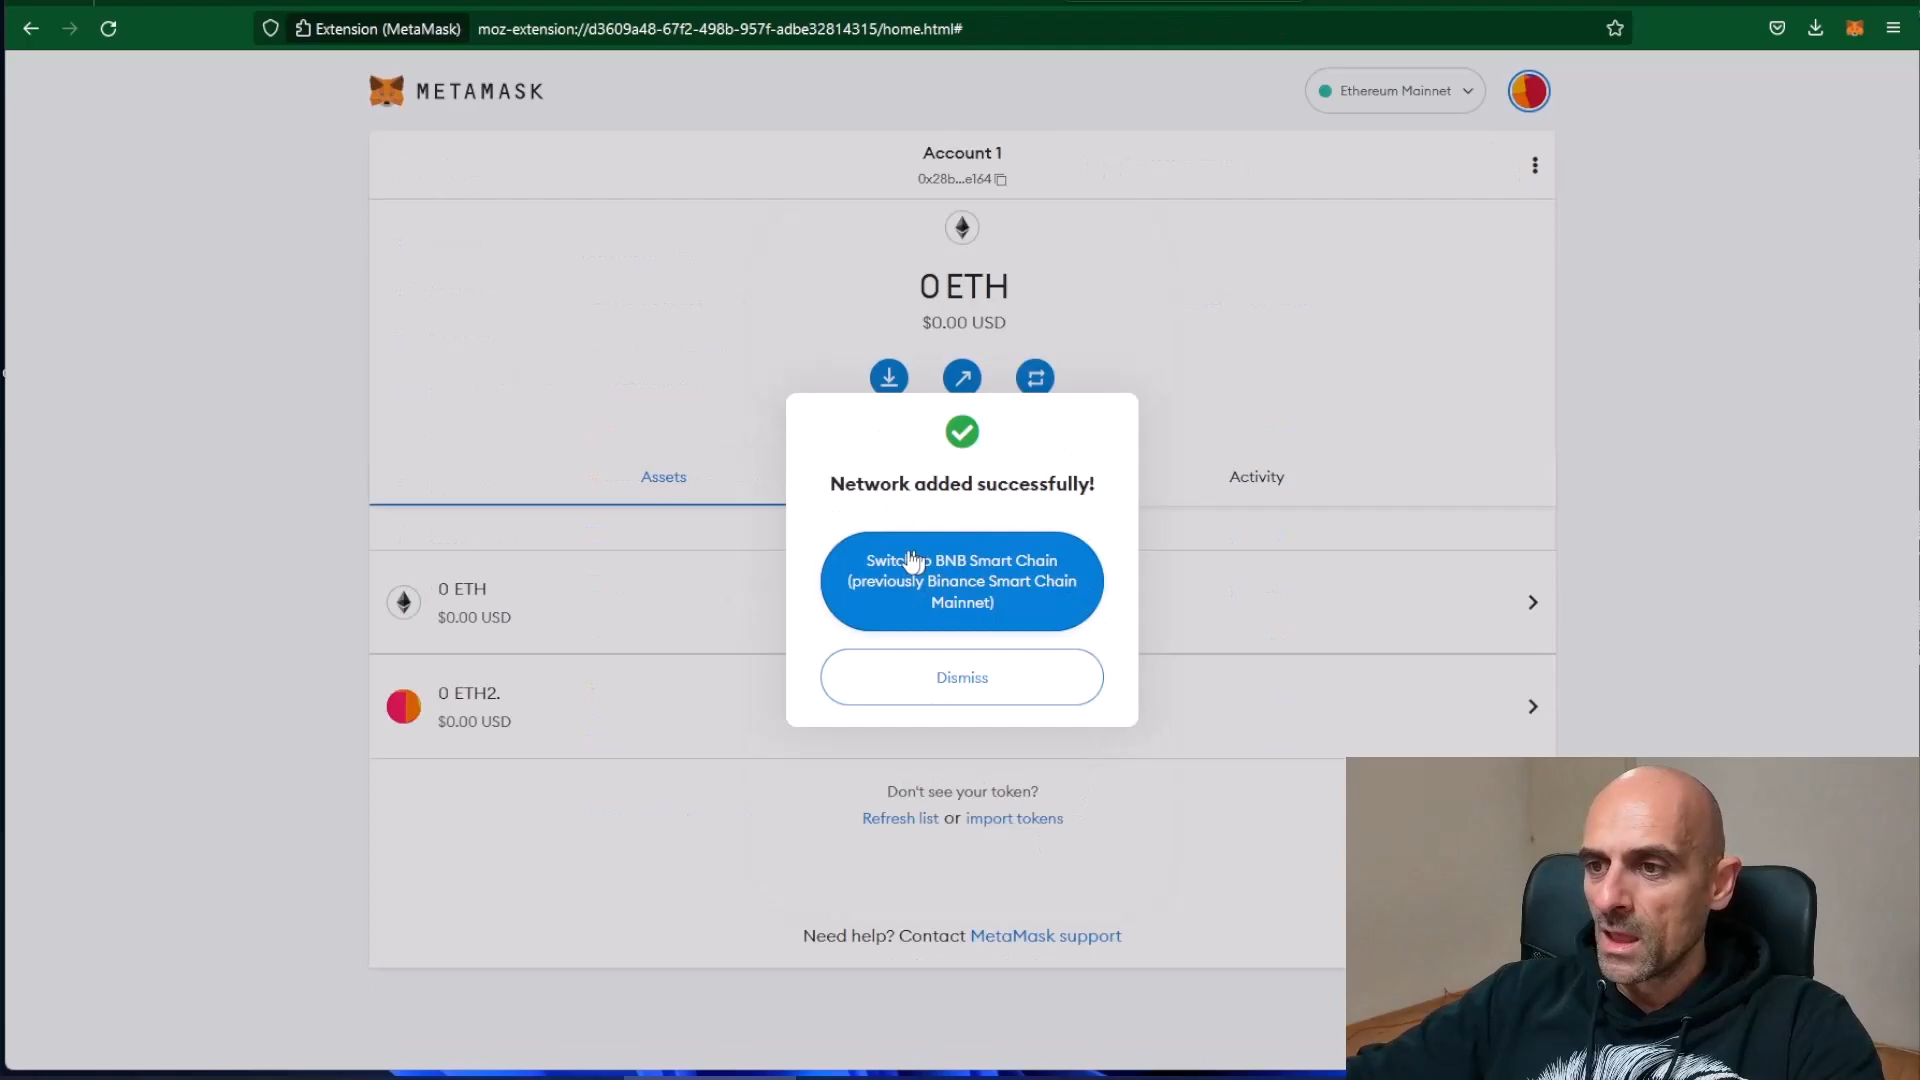 Extension (MetaMask) moz-extension://d3609a48-67f2-498b-957f-adbe32814315/home.html#
METAMASK
Ethereum Mainnet
Account 1
0x28b...e164
0 ETH
$0.00 USD
Assets
Activity
Network added successfully!
BNB Smart Chain
(previously Binance Smart Chain
Mainnet)
Dismiss
0 ETH
$0.00 USD
0 ETH2.
$0.00 USD
Don't see your token?
Refresh list or import tokens
Need help? Contact MetaMask support